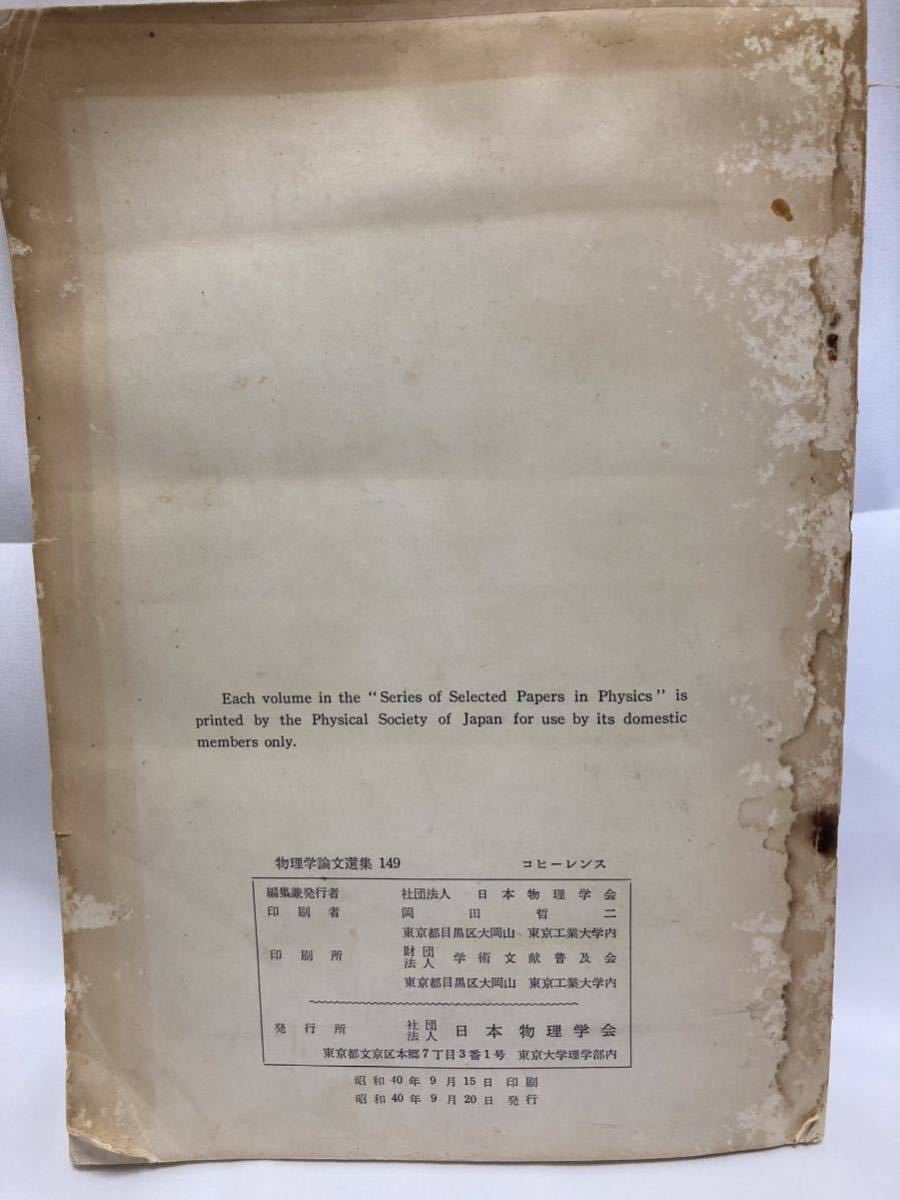 Each volume in the “Series of Selected Papers in Physics” is
printed by the Physical Society of Japan for use by its domestic
members only.
物理学論文選集 149 コヒーレンス
編集兼発行者 社団法人 日本物理学会
印刷者 岡田哲二
東京都目黒区大岡山 東京工業大学内
印刷所 財団法人 学術文献普及会
東京都目黒区大岡山 東京工業大学内
発行所 社団法人 日本物理学会
東京都文京区本郷7丁目3番1号 東京大学理学部内
昭和40年9月15日 印刷
昭和40年9月20日 発行